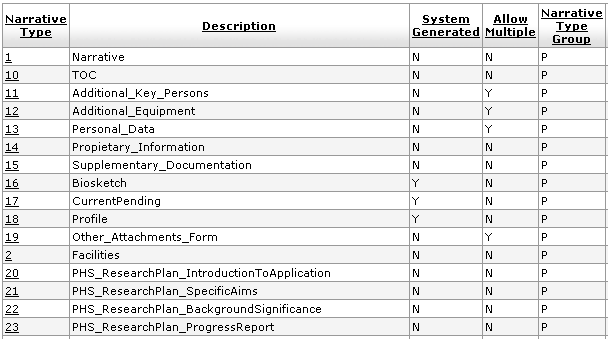 Narrative Type Description System Generated Allow Multiple Narrative Type Group
1 Narrative N N P
10 TOC N N P
11 Additional_Key_Persons N Y P
12 Additional_Equipment N Y P
13 Personal_Data N Y P
14 Propietary_Information N N P
15 Supplementary_Documentation N N P
16 Biosketch Y N P
17 CurrentPending Y N P
18 Profile Y N P
19 Other_Attachments_Form N Y P
2 Facilities N N P
20 PHS_ResearchPlan_IntroductionToApplication N N P
21 PHS_ResearchPlan_SpecificAims N N P
22 PHS_ResearchPlan_BackgroundSignificance N N P
23 PHS_ResearchPlan_ProgressReport N N P